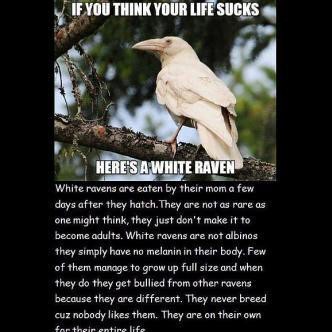 IF YOU THINK YOUR LIFE SUCKS
HERE'S A WHITE RAVEN
White ravens are eaten by their mom a few
days after they hatch.They are not as rare as
one might think, they just don't make it to
become adults. White ravens are not albinos
they simply have no melanin in their body. Few
of them manage to grow up full size and when
they do they get bullied from other ravens
because they are different. They never breed
cuz nobody likes them. They are on their own
for their entire life